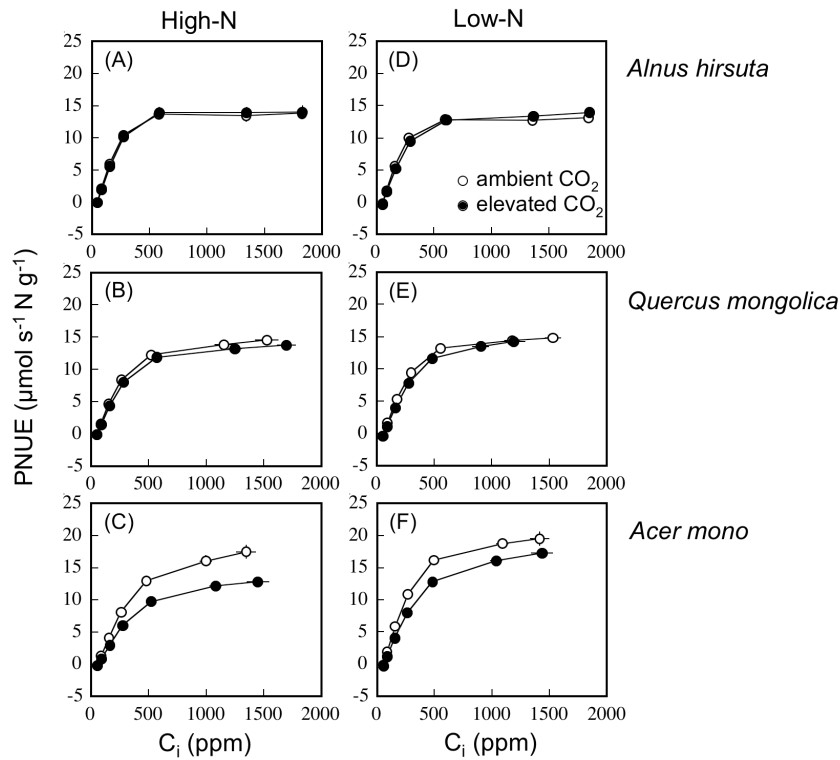 High-N Low-N
25 (A) 25 (D) Alnus hirsuta
20 20
15 15
10 10
5 5 ambient CO₂
0 0 elevated CO₂
-5 -5
0 500 1000 1500 2000 0 500 1000 1500 2000
25 (B) 25 (E) Quercus mongolica
20 20
15 15
10 10
5 5
0 0
-5 -5
0 500 1000 1500 2000 0 500 1000 1500 2000
PNUE (μmol s⁻¹ N g⁻¹)
25 (C) 25 (F) Acer mono
20 20
15 15
10 10
5 5
0 0
-5 -5
0 500 1000 1500 2000 0 500 1000 1500 2000
Cᵢ (ppm) Cᵢ (ppm)